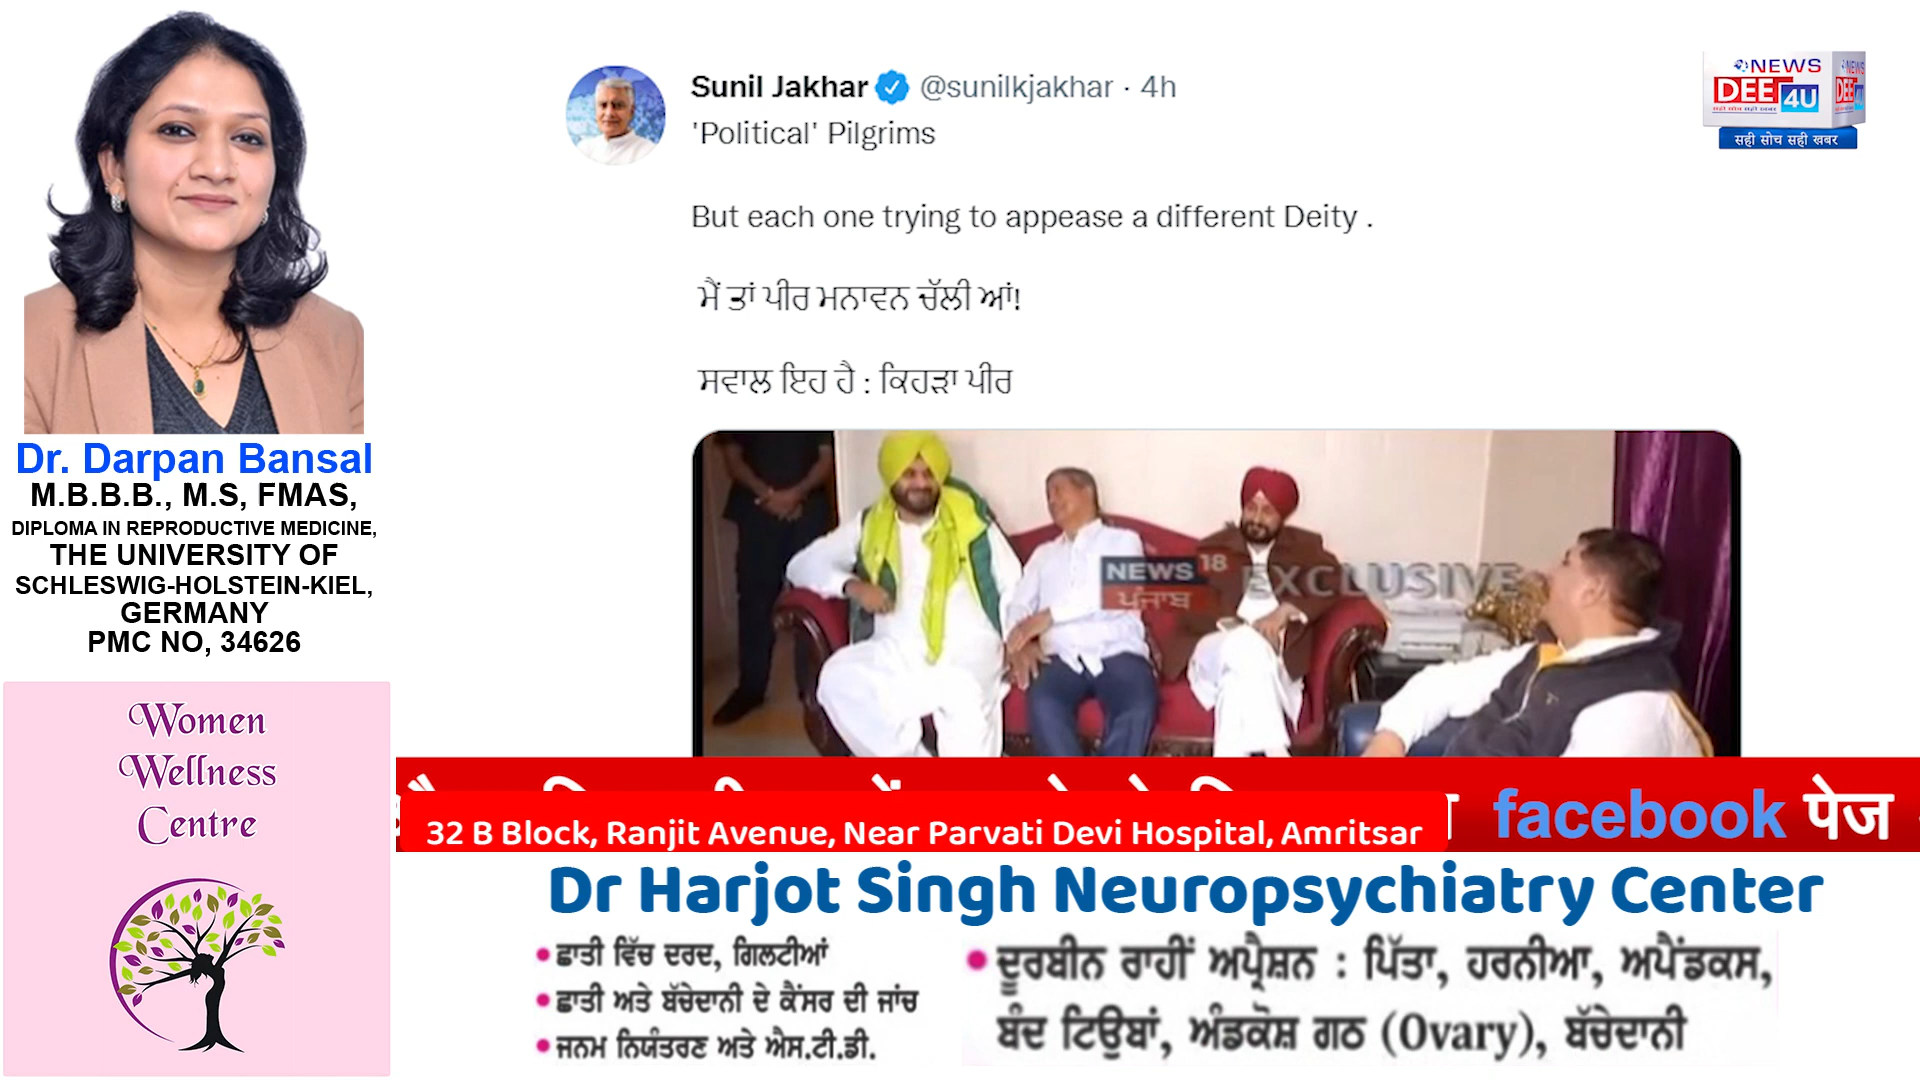 Sunil Jakhar @sunilkjakhar · 4h
'Political' Pilgrims
But each one trying to appease a different Deity .
ਮੈਂ ਤਾਂ ਪੀਰ ਮਨਾਵਨ ਚੱਲੀ ਆਂ!
ਸਵਾਲ ਇਹ ਹੈ : ਕਿਹੜਾ ਪੀਰ
NEWS
DEE 4U
सही सोच सही खबर
NEWS 18 EXCLUSIVE
ਪੰਜਾਬ
Dr. Darpan Bansal
M.B.B.B., M.S, FMAS,
DIPLOMA IN REPRODUCTIVE MEDICINE,
THE UNIVERSITY OF
SCHLESWIG-HOLSTEIN-KIEL,
GERMANY
PMC NO, 34626
Women
Wellness
Centre
facebook पेज
32 B Block, Ranjit Avenue, Near Parvati Devi Hospital, Amritsar
Dr Harjot Singh Neuropsychiatry Center
• ਛਾਤੀ ਵਿੱਚ ਦਰਦ, ਗਿਲਟੀਆਂ
• ਛਾਤੀ ਅਤੇ ਬੱਚੇਦਾਨੀ ਦੇ ਕੈਂਸਰ ਦੀ ਜਾਂਚ
• ਜਨਮ ਨਿਯੰਤਰਣ ਅਤੇ ਐਸ.ਟੀ.ਡੀ.
• ਦੂਰਬੀਨ ਰਾਹੀਂ ਅਪ੍ਰੈਸ਼ਨ : ਪਿੱਤਾ, ਹਰਨੀਆ, ਅਪੈਂਡਕਸ,
ਬੰਦ ਟਿਊਬਾਂ, ਅੰਡਕੋਸ਼ ਗਠ (Ovary), ਬੱਚੇਦਾਨੀ